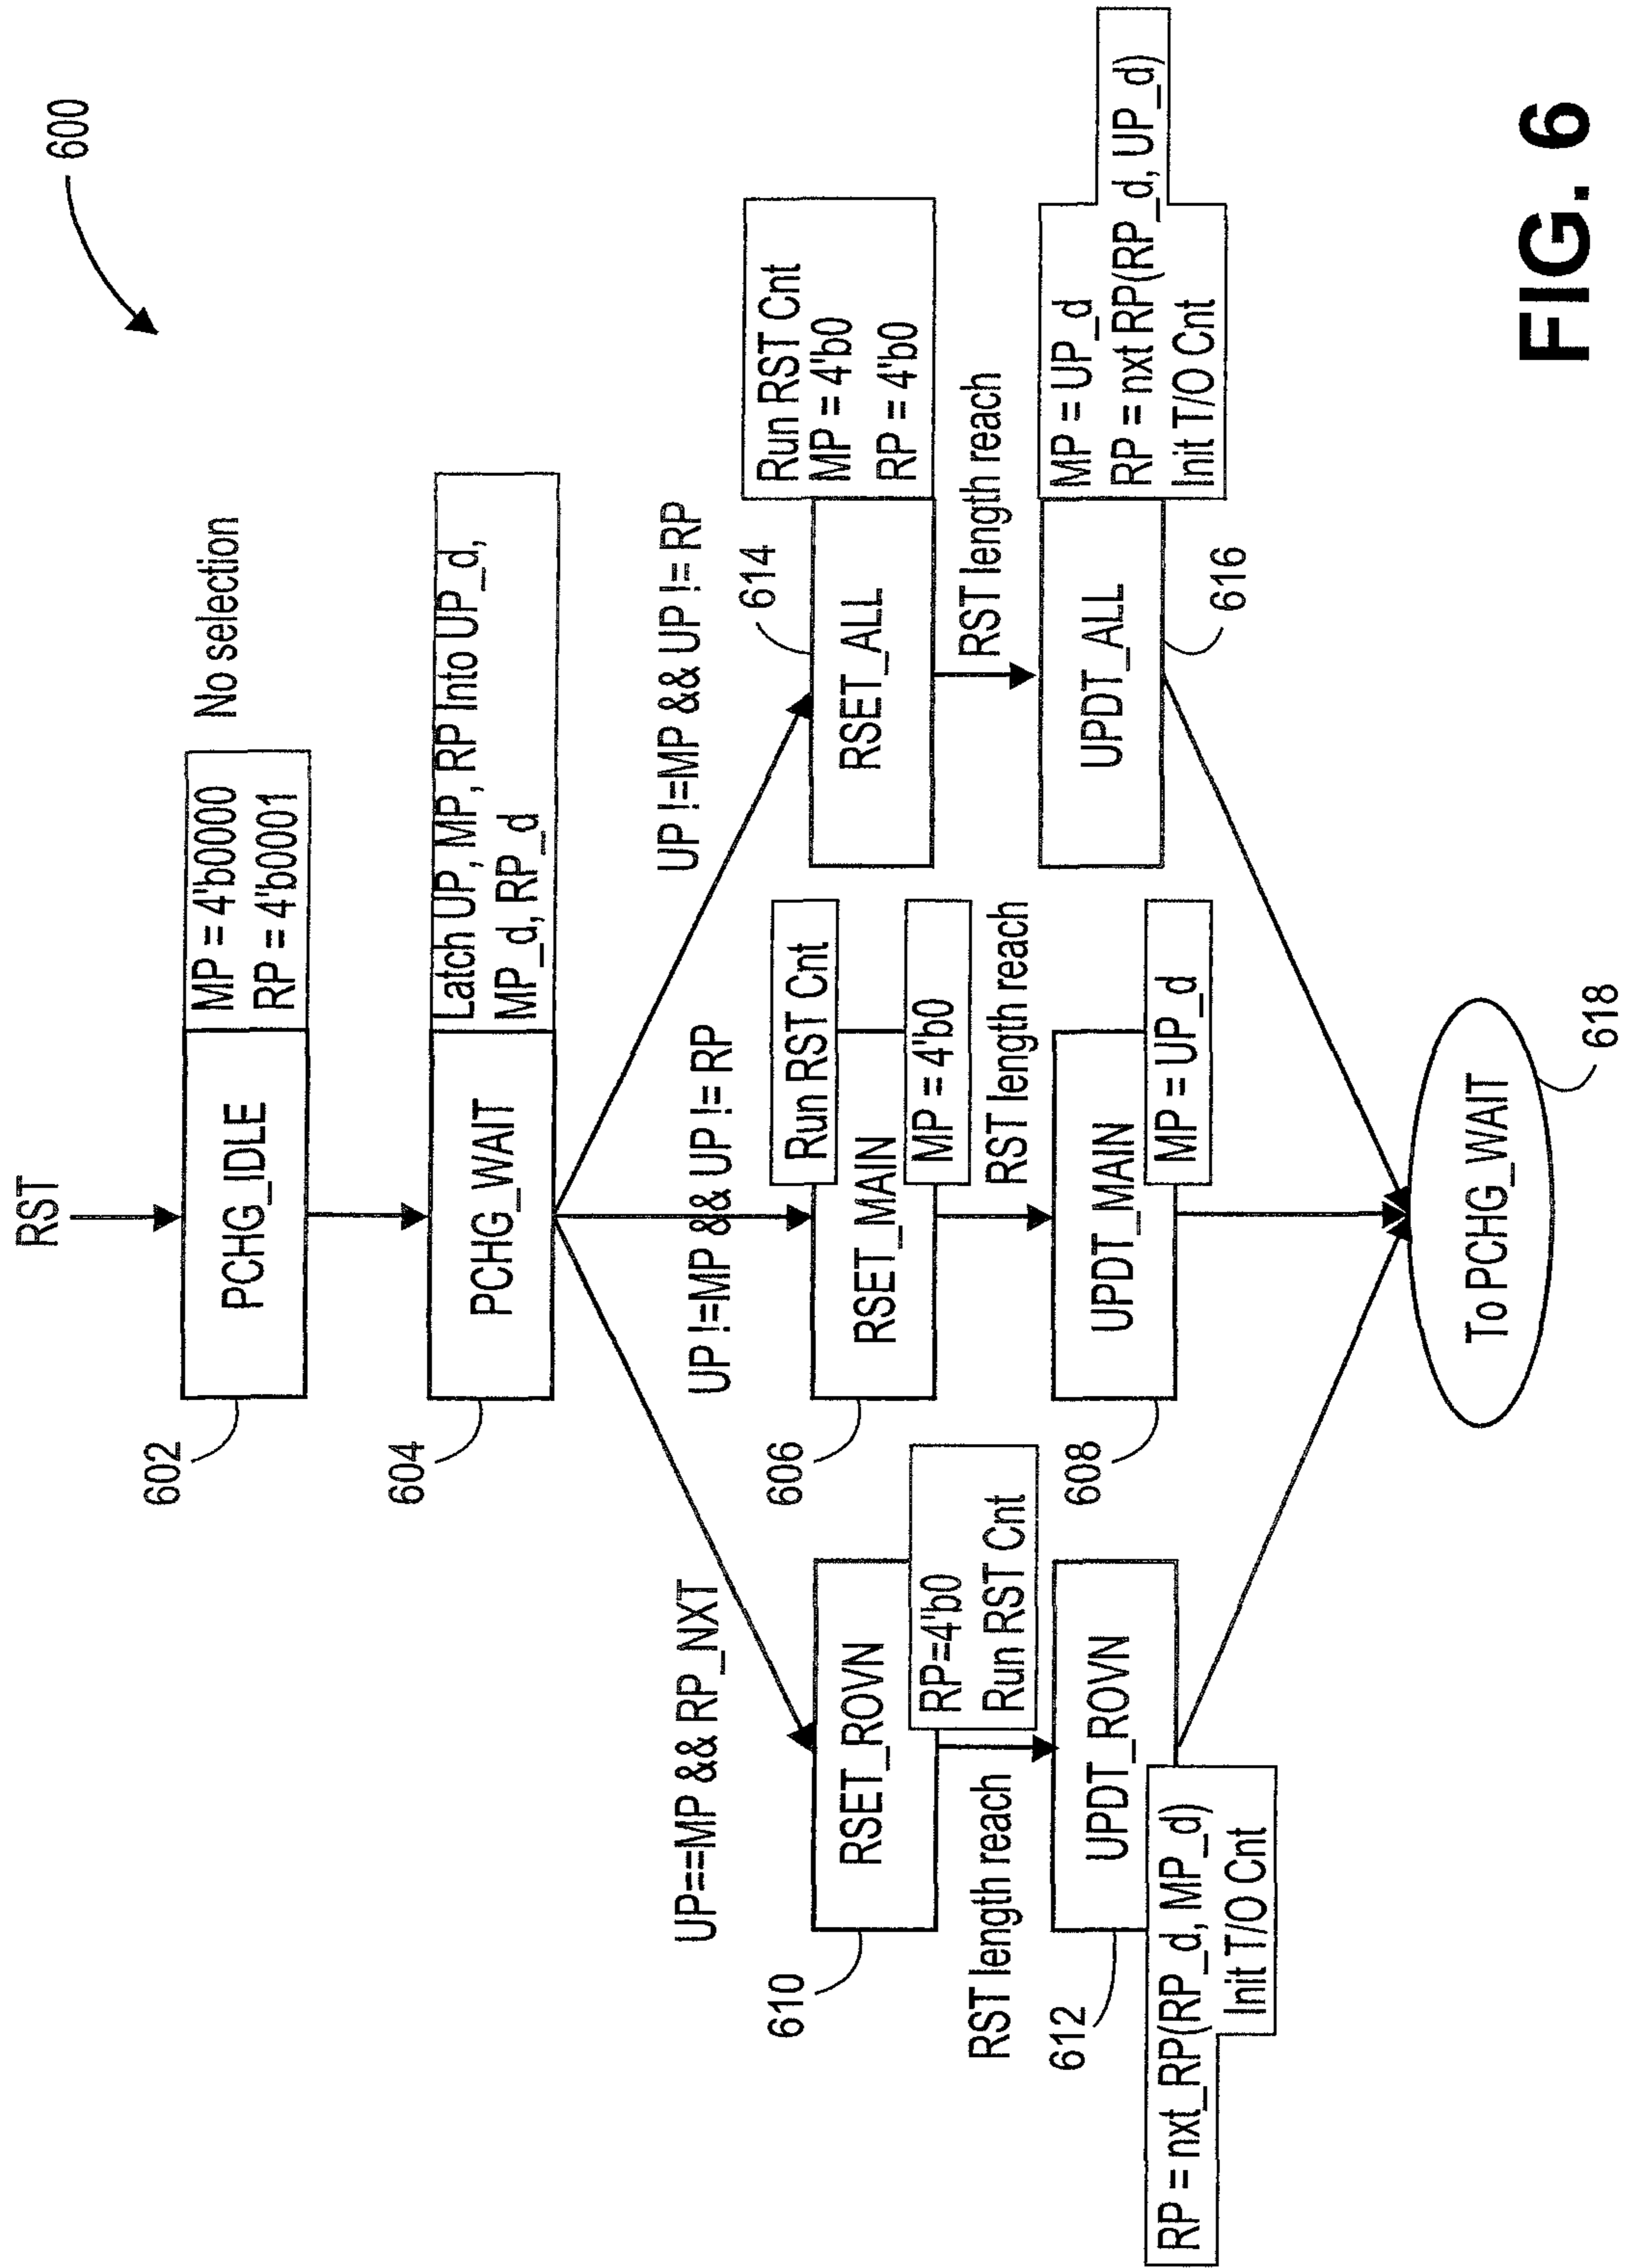 600
RST
PCHG_IDLE
MP = 4'b0000
RP = 4'b0001
No selection
602
PCHG_WAIT
Latch UP, MP, RP Into UP_d,
MP_d, RP_d
604
UP==MP && RP_NXT
UP !=MP && UP != RP
UP !=MP && UP != RP
RSET_ROVN
RP=4'b0
Run RST Cnt
610
RSET_MAIN
Run RST Cnt
MP = 4'b0
606
RSET_ALL
Run RST Cnt
MP = 4'b0
RP = 4'b0
614
RST length reach
RST length reach
RST length reach
UPDT_ROVN
RP = nxt_RP(RP_d, MP_d)
Init T/O Cnt
612
UPDT_MAIN
MP = UP_d
608
UPDT_ALL
MP = UP_d
RP = nxt RP(RP_d, UP_d)
Init T/O Cnt
616
To PCHG_WAIT
618
FIG. 6